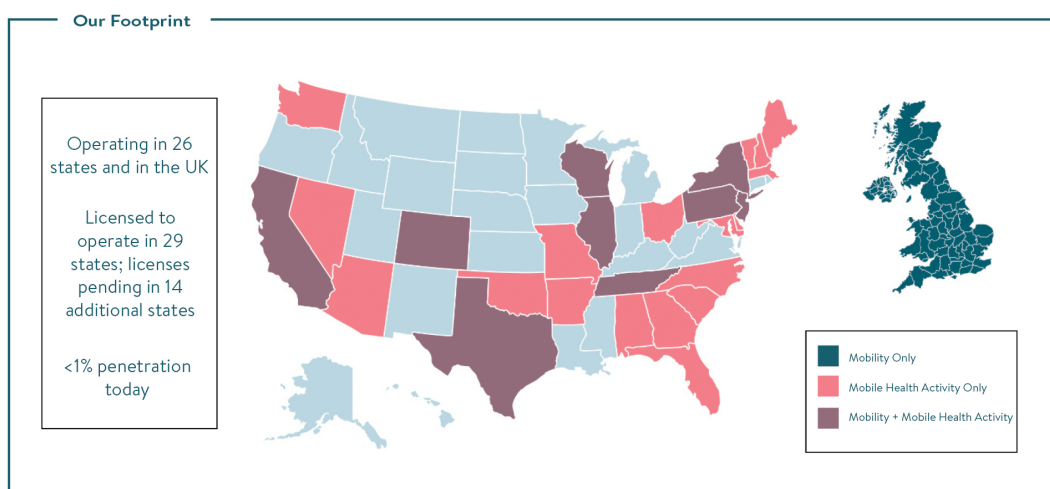 Our Footprint
Operating in 26
states and in the UK
Licensed to
operate in 29
states; licenses
pending in 14
additional states
<1% penetration
today
Mobility Only
Mobile Health Activity Only
Mobility + Mobile Health Activity